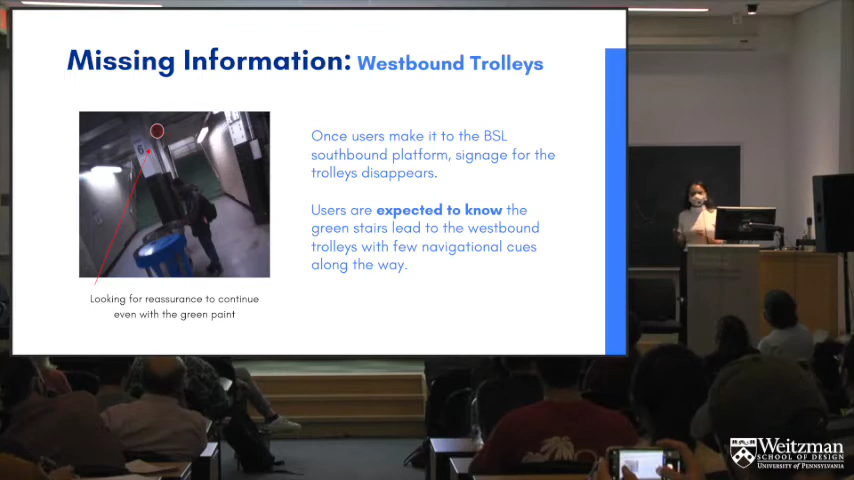 Missing Information: Westbound Trolleys
Once users make it to the BSL
southbound platform, signage for the
trolleys disappears.
Users are expected to know the
green stairs lead to the westbound
trolleys with few navigational cues
along the way.
6
Looking for reassurance to continue
even with the green paint
Weitzman
SCHOOL OF DESIGN
UNIVERSITY of PENNSYLVANIA